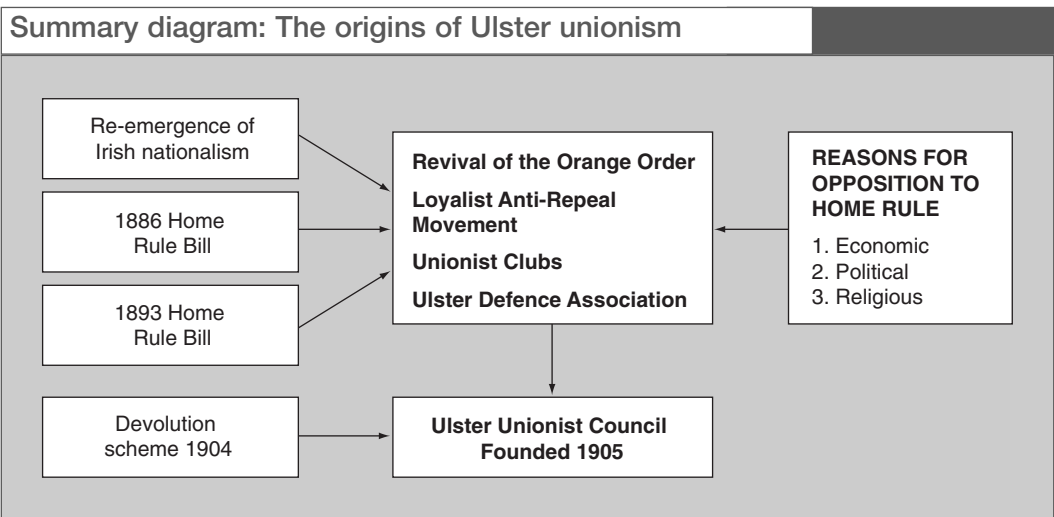 Summary diagram: The origins of Ulster unionism
Re-emergence of
Irish nationalism
1886 Home
Rule Bill
1893 Home
Rule Bill
Devolution
scheme 1904
Revival of the Orange Order
Loyalist Anti-Repeal
Movement
Unionist Clubs
Ulster Defence Association
Ulster Unionist Council
Founded 1905
REASONS FOR
OPPOSITION TO
HOME RULE
1. Economic
2. Political
3. Religious